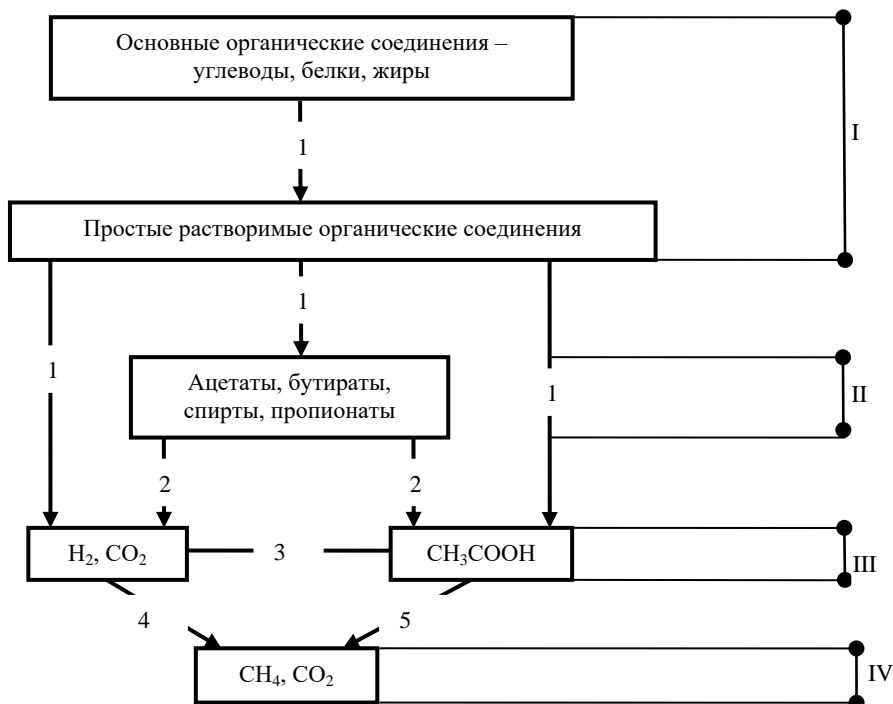 Основные органические соединения –
углеводы, белки, жиры
1
I
Простые растворимые органические соединения
1
1
1
Ацетаты, бутираты,
спирты, пропионаты
II
2
2
H₂, CO₂
3
CH₃COOH
III
4
5
CH₄, CO₂
IV